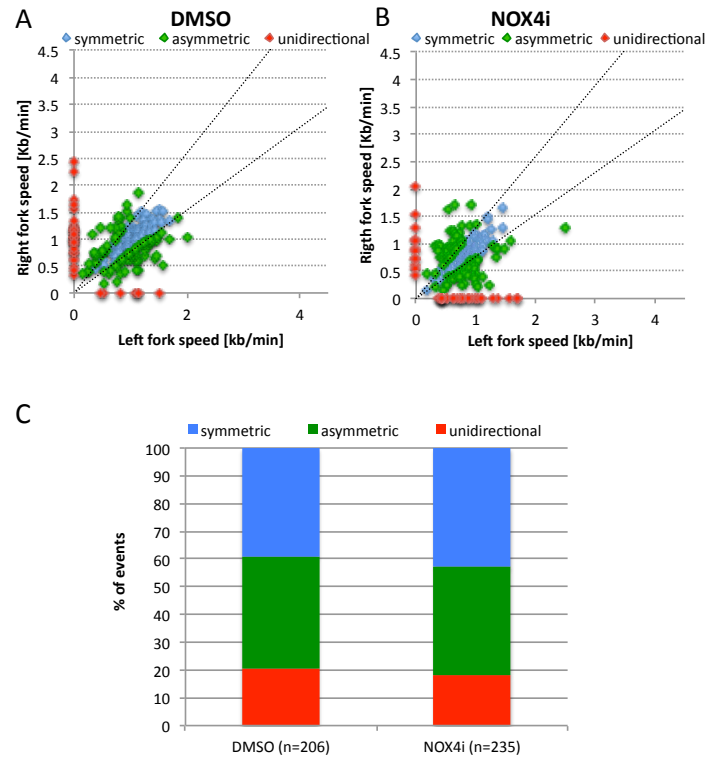 A
DMSO
symmetric asymmetric unidirectional
4.5
4
3.5
3
2.5
2
1.5
1
0.5
0
Right fork speed [Kb/min]
0 2 4
Left fork speed [kb/min]
B
NOX4i
symmetric asymmetric unidirectional
4.5
4
3.5
3
2.5
2
1.5
1
0.5
0
Rigth fork speed [Kb/min]
0 1 2 3 4
Left fork speed [kb/min]
C
symmetric asymmetric unidirectional
100
90
80
70
60
50
40
30
20
10
0
% of events
DMSO (n=206) NOX4i (n=235)